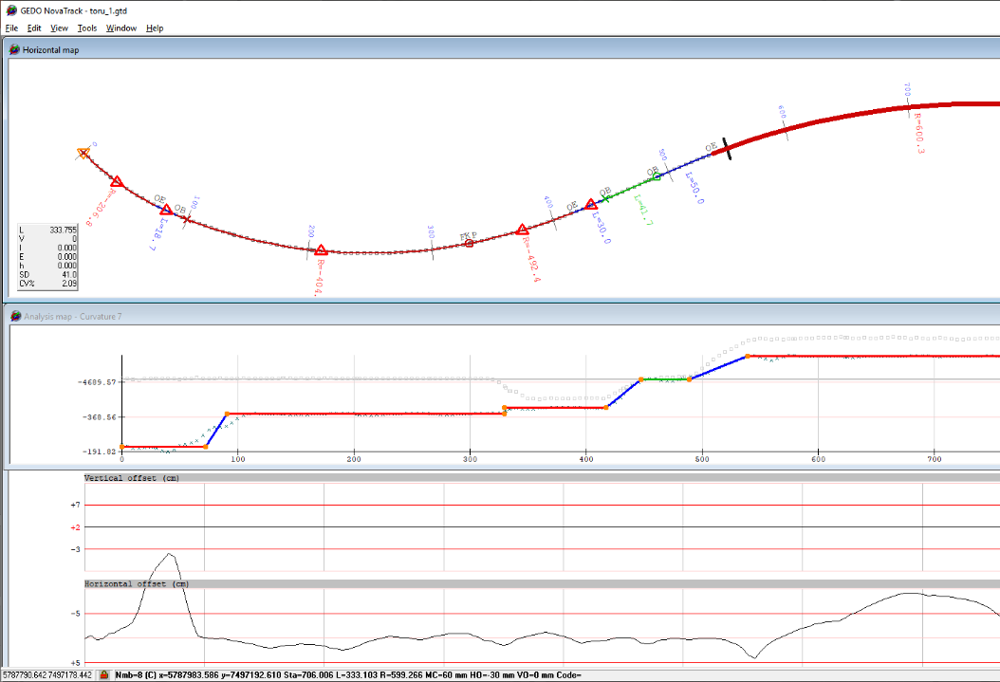 GEDO NovaTrack - toru_1.gtd
File Edit View Tools Window Help
Horizontal map
0
R=-206.8
OE
L=18.7
OB
100
200
R=-404.
300
KP
R=-492.4
400
OE
L=30.0
OB
L=41.7
500
L=50.0
OE
600
700
R=600.3
L 333.755
V 0
I 0.000
E 0.000
h 0.000
SD 41.0
CV% 2.09
Analysis map - Curvature 7
-4689.57
-368.56
-191.82
0 100 200 300 400 500 600 700
Vertical offset (cm)
+7
+2
-3
Horizontal offset (cm)
-5
+5
5787790.642 7497178.442 Nmb=8 (C) x=5787983.586 y=7497192.610 Sta=706.006 L=333.103 R=599.266 MC=60 mm HO=-30 mm VO=0 mm Code=